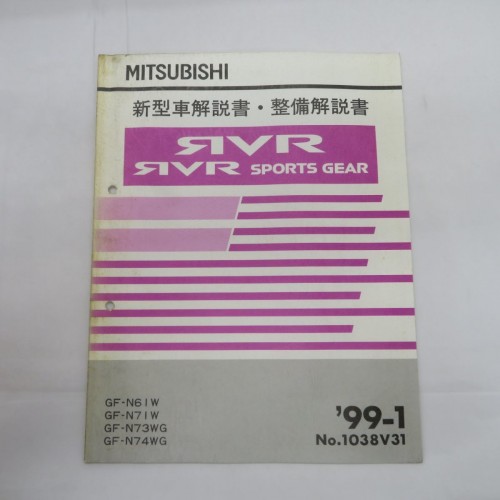 MITSUBISHI
新型車解説書・整備解説書
RVR
RVR SPORTS GEAR
GF-N61W
GF-N71W
GF-N73WG
GF-N74WG
'99-1
No.1038V31